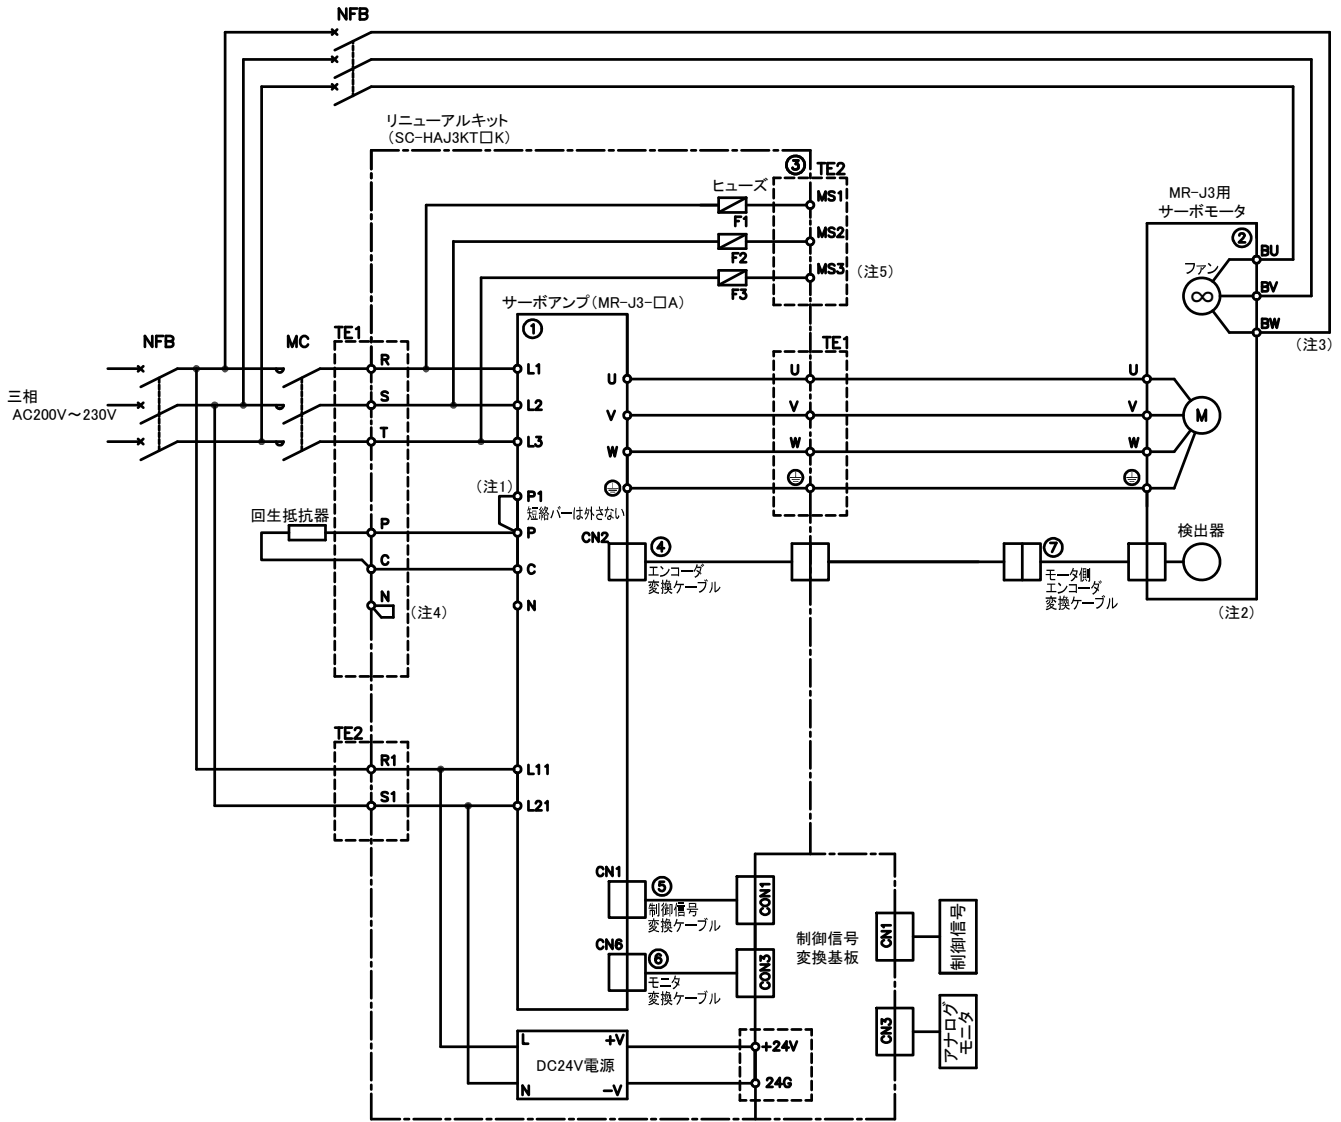 NFB
リニューアルキット
(SC-HAJ3KT□K)
③
TE2
ヒューズ
MS1
F1
MS2
F2
MS3
(注5)
F3
MR-J3用
サーボモータ
②
BU
ファン
BV
BW
(注3)
サーボアンプ(MR-J3-□A)
①
NFB
MC
TE1
TE1
R
L1
U
U
U
三相
AC200V～230V
S
L2
V
V
V
M
T
L3
W
W
W
(注1)
P1
短絡バーは外さない
回生抵抗器
P
P
CN2
④
エンコーダ
変換ケーブル
⑦
モータ側
エンコーダ
変換ケーブル
検出器
(注2)
C
C
N
(注4)
N
TE2
R1
L11
S1
L21
CN1
⑤
制御信号
変換ケーブル
CON1
CN6
⑥
モニタ
変換ケーブル
CON3
制御信号
変換基板
CN1
制御信号
CN3
アナログ
モニタ
L
+V
DC24V電源
N
-V
+24V
24G